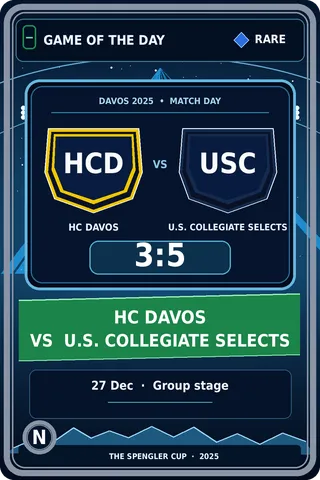 GAME OF THE DAY
RARE
DAVOS 2025 • MATCH DAY
HCD
VS
USC
HC DAVOS
U.S. COLLEGIATE SELECTS
3:5
HC DAVOS
VS U.S. COLLEGIATE SELECTS
27 Dec · Group stage
N
THE SPENGLER CUP · 2025